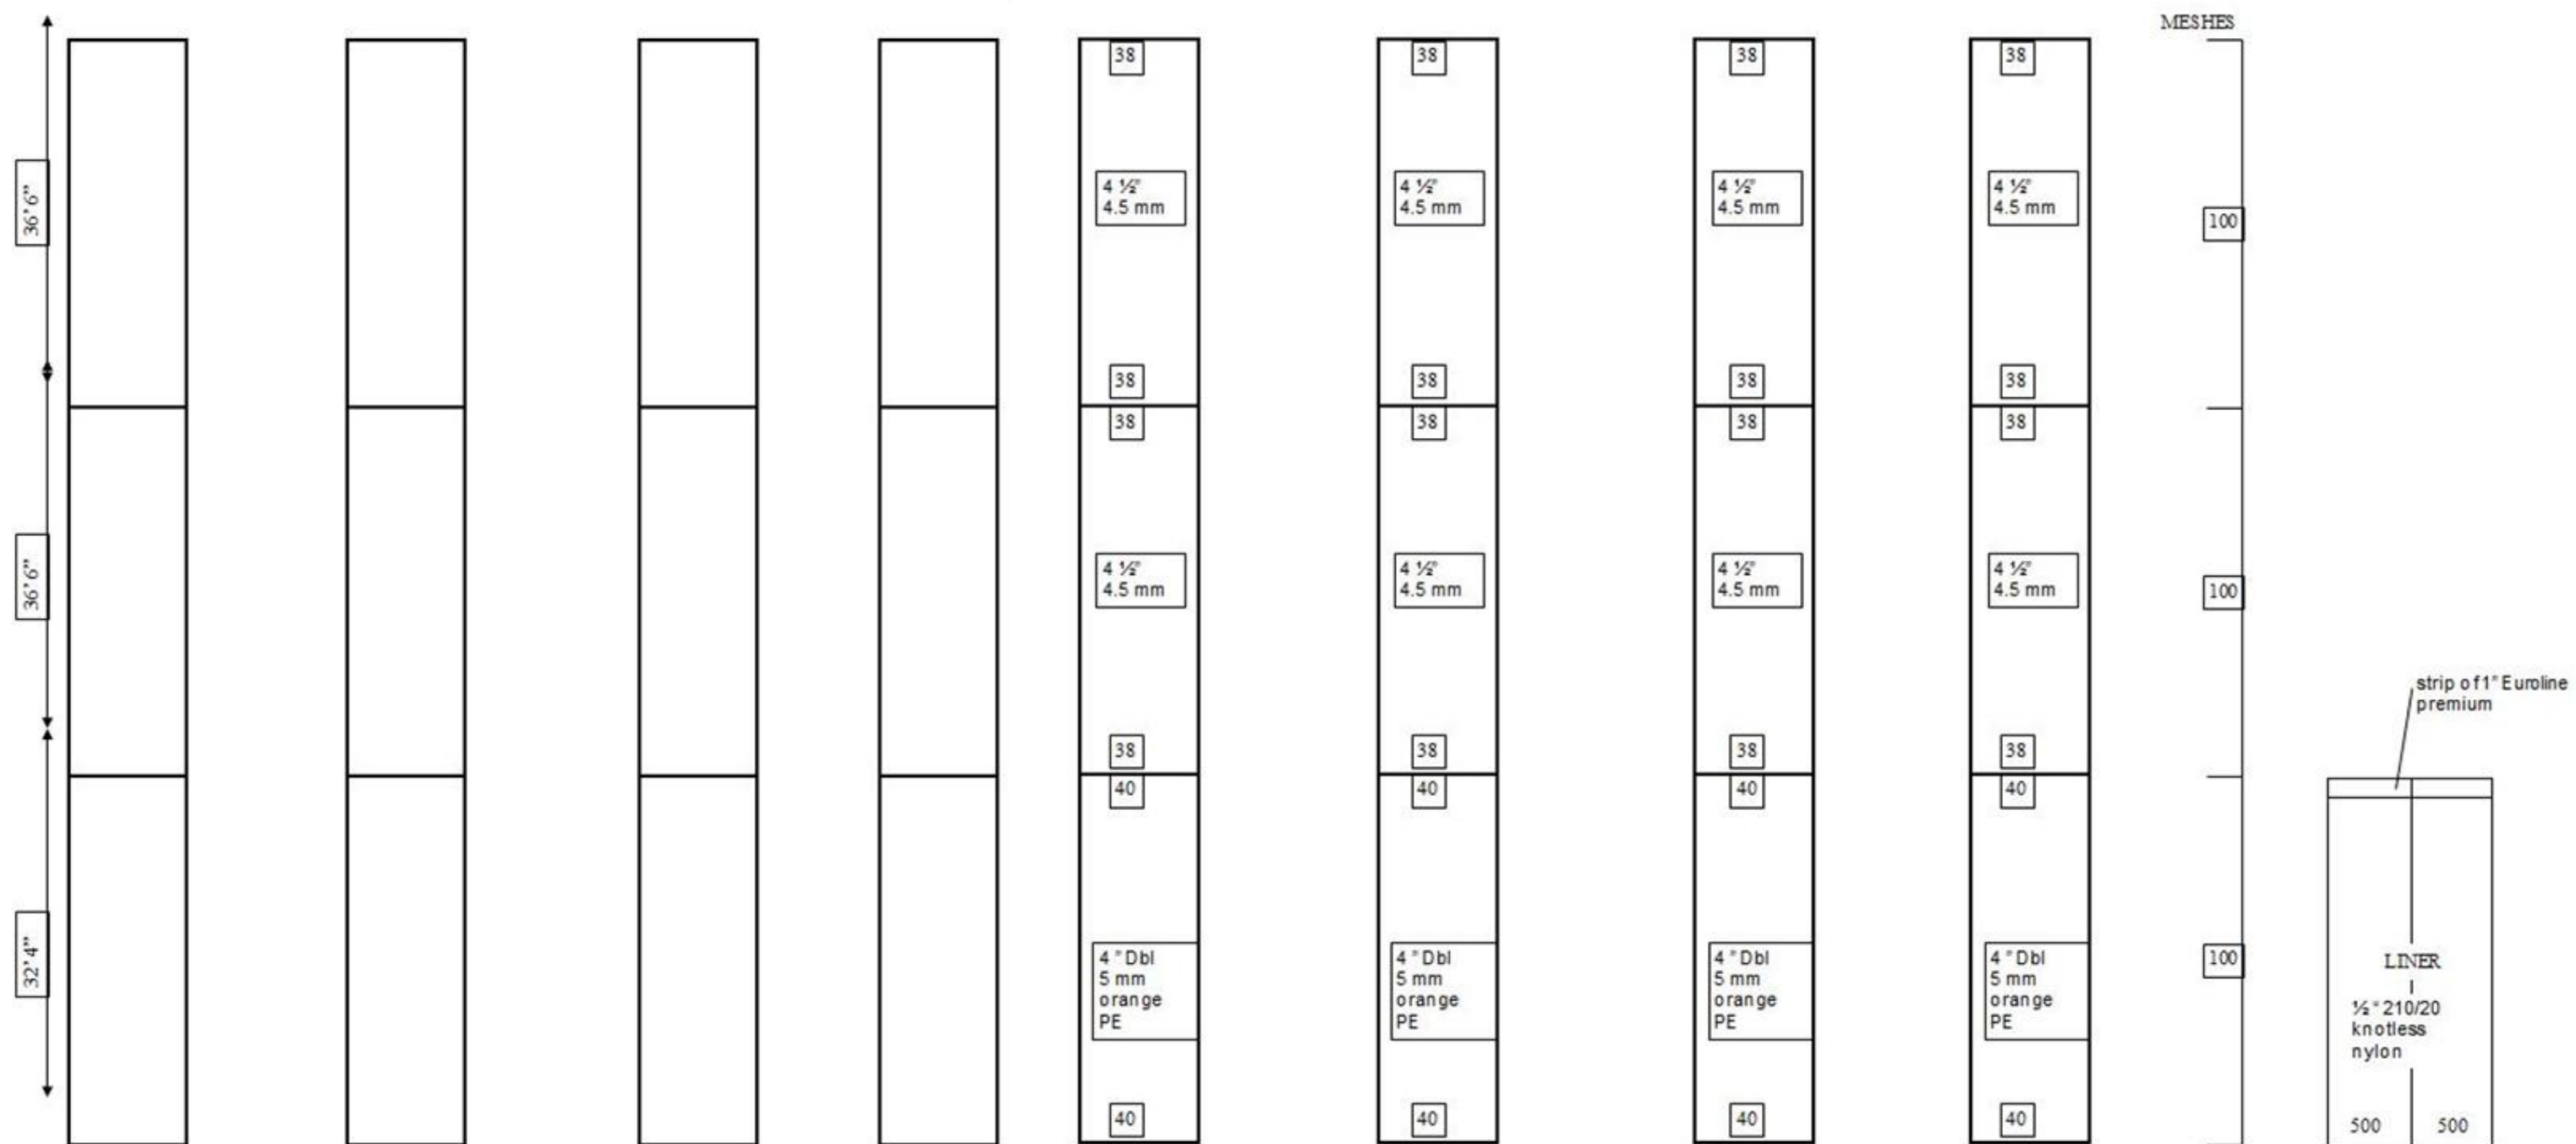 MESHES
38 38 38 38
36’6”
4 ½” 4 ½” 4 ½” 4 ½”
4.5 mm 4.5 mm 4.5 mm 4.5 mm
100
38 38 38 38
38 38 38 38
36’6”
4 ½” 4 ½” 4 ½” 4 ½”
4.5 mm 4.5 mm 4.5 mm 4.5 mm
100
strip of 1” Euroline
premium
38 38 38 38
40 40 40 40
32’4”
4 ” Dbl 4 ” Dbl 4 ” Dbl 4 ” Dbl
5 mm 5 mm 5 mm 5 mm
orange orange orange orange
PE PE PE PE
100
LINER
½ “ 210/20
knotless
nylon
40 40 40 40
500 500